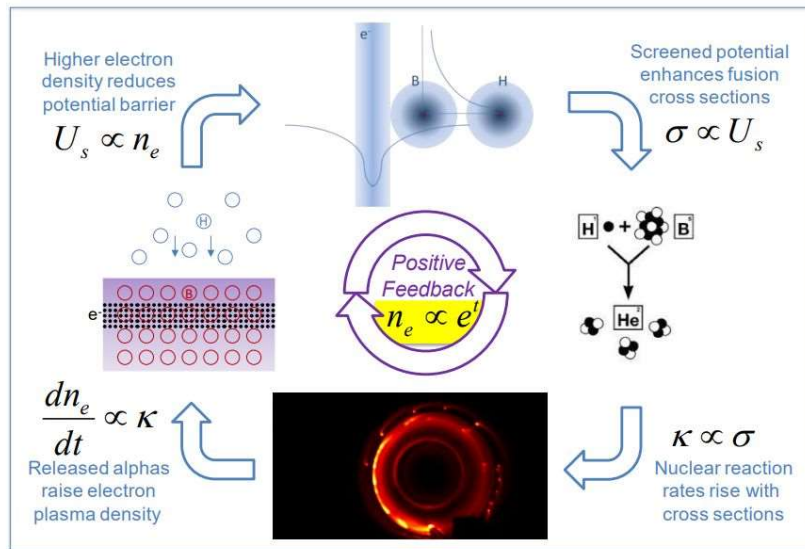 Higher electron
density reduces
potential barrier
U_s ∝ n_e
e⁻
B
H
Screened potential
enhances fusion
cross sections
σ ∝ U_s
H
B
e⁻
Positive
Feedback
n_e ∝ e^t
H + B
He
dn_e/dt ∝ κ
Released alphas
raise electron
plasma density
κ ∝ σ
Nuclear reaction
rates rise with
cross sections